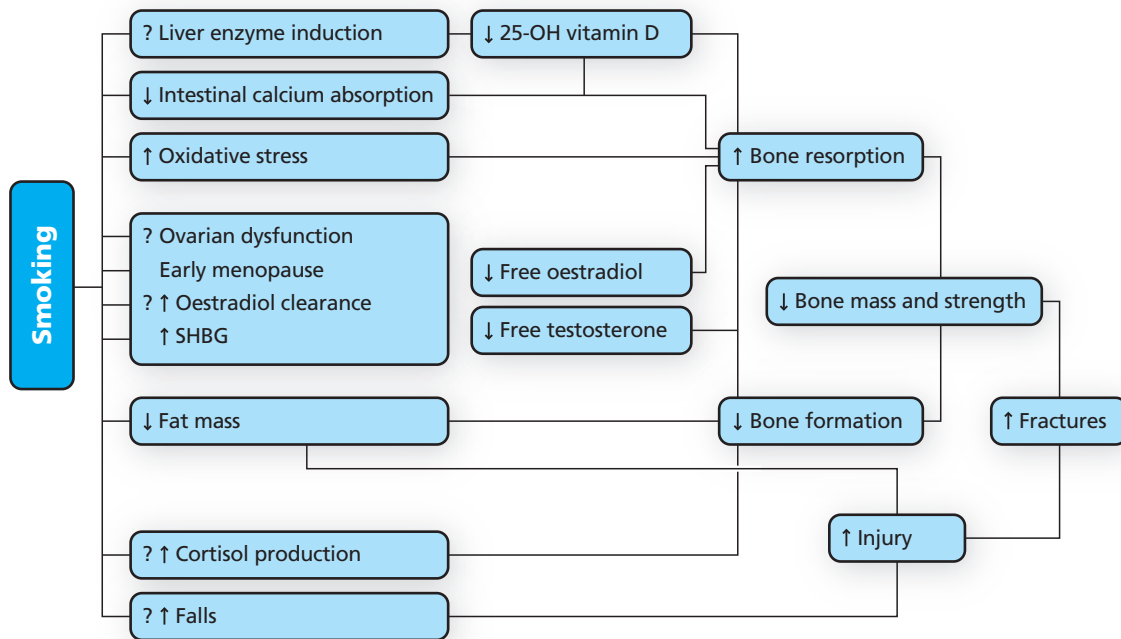 Smoking
? Liver enzyme induction
↓ 25-OH vitamin D
↓ Intestinal calcium absorption
↑ Oxidative stress
↑ Bone resorption
? Ovarian dysfunction
Early menopause
? ↑ Oestradiol clearance
↑ SHBG
↓ Free oestradiol
↓ Free testosterone
↓ Bone mass and strength
↓ Fat mass
↓ Bone formation
↑ Fractures
↑ Injury
? ↑ Cortisol production
? ↑ Falls